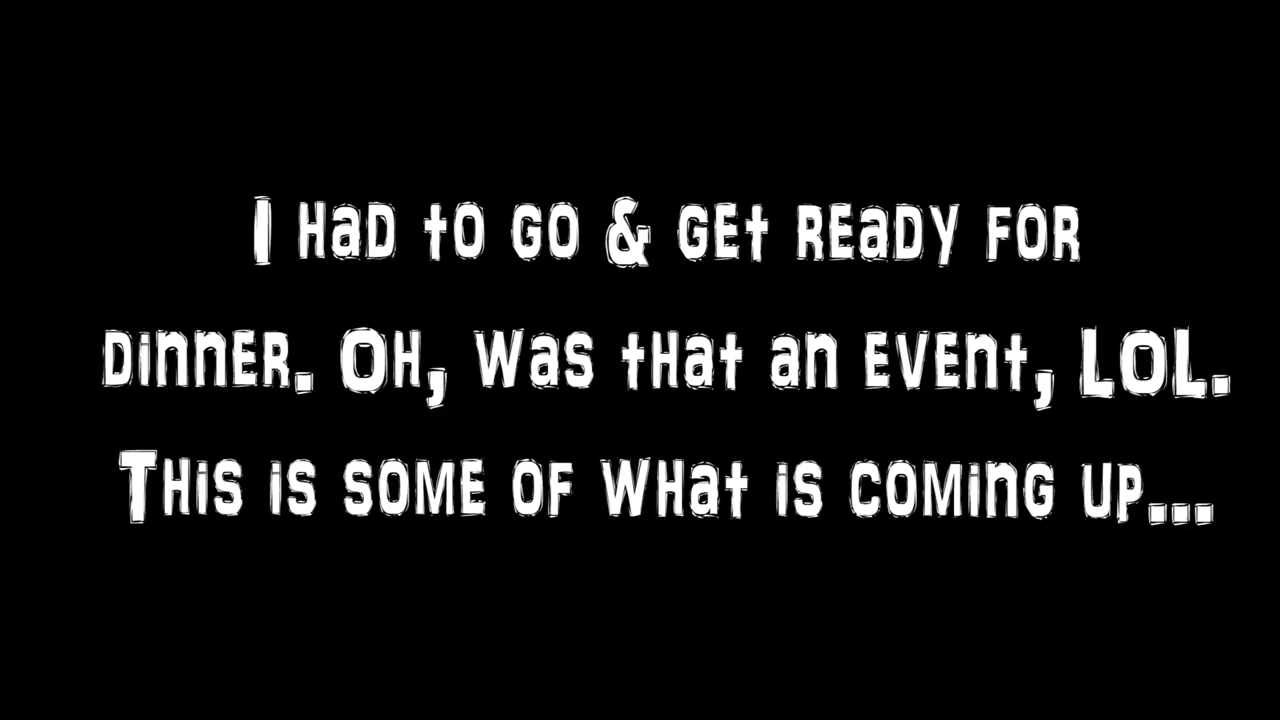 I had to go & get ready for
dinner. Oh, was that an event, LOL.
This is some of what is coming up...